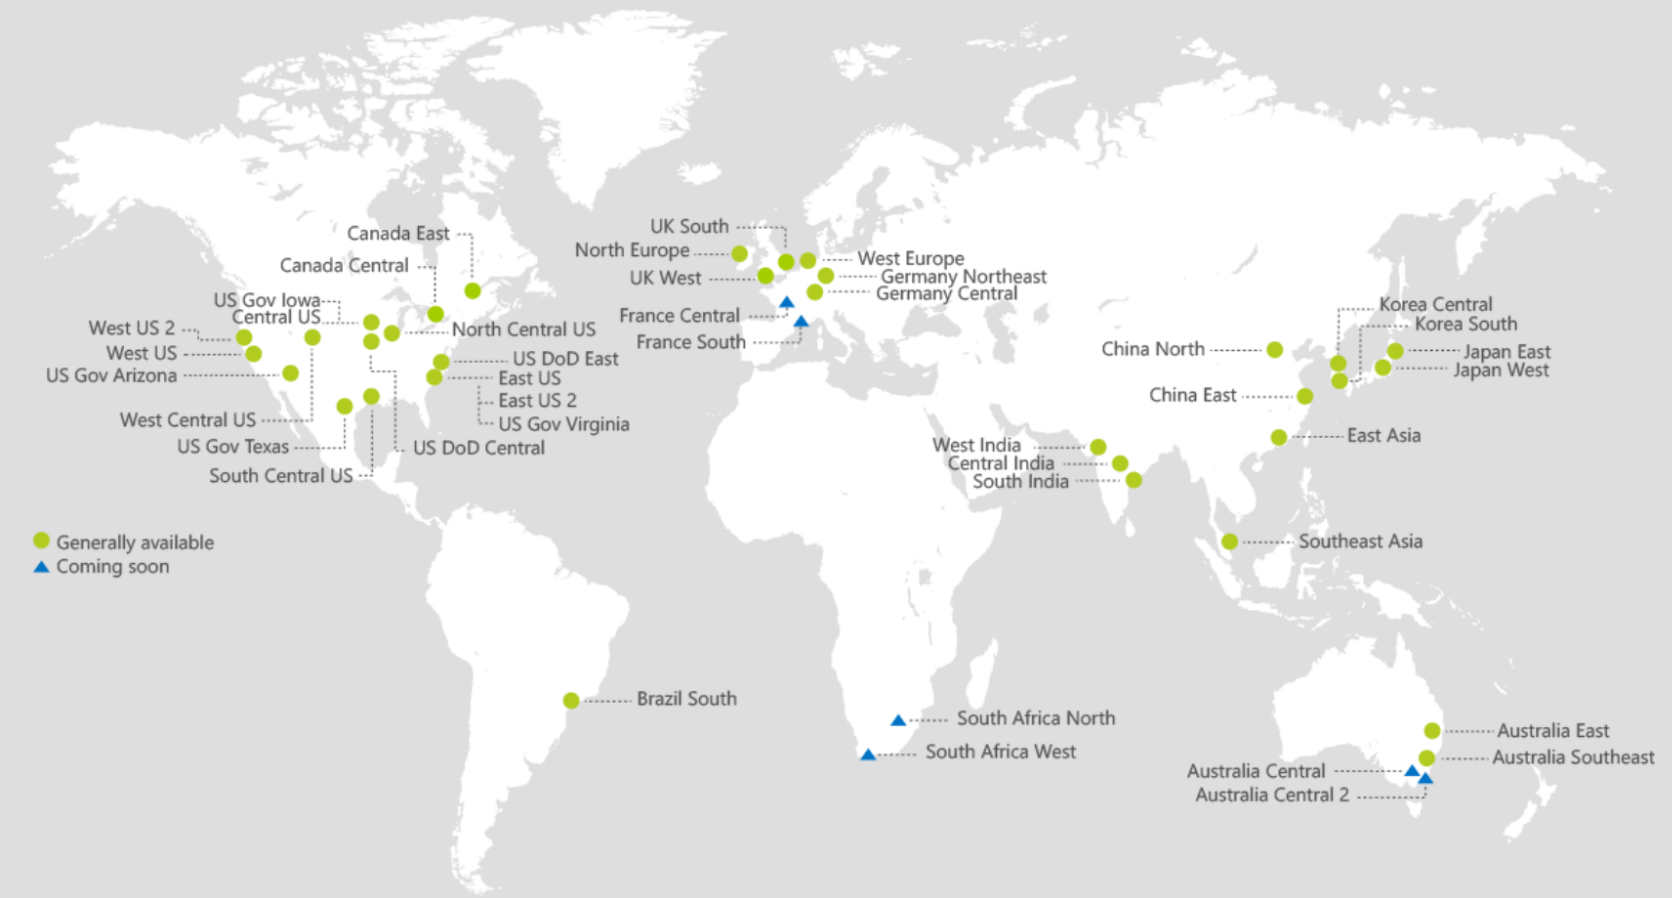 UK South
Canada East
North Europe
West Europe
Canada Central
UK West
Germany Northeast
Germany Central
US Gov Iowa
Central US
Korea Central
France Central
Korea South
West US 2
North Central US
France South
West US
US DoD East
China North
Japan East
US Gov Arizona
East US
Japan West
East US 2
China East
West Central US
US Gov Virginia
East Asia
US Gov Texas
US DoD Central
West India
Central India
South Central US
South India
Generally available
Southeast Asia
Coming soon
Brazil South
South Africa North
Australia East
South Africa West
Australia Southeast
Australia Central
Australia Central 2